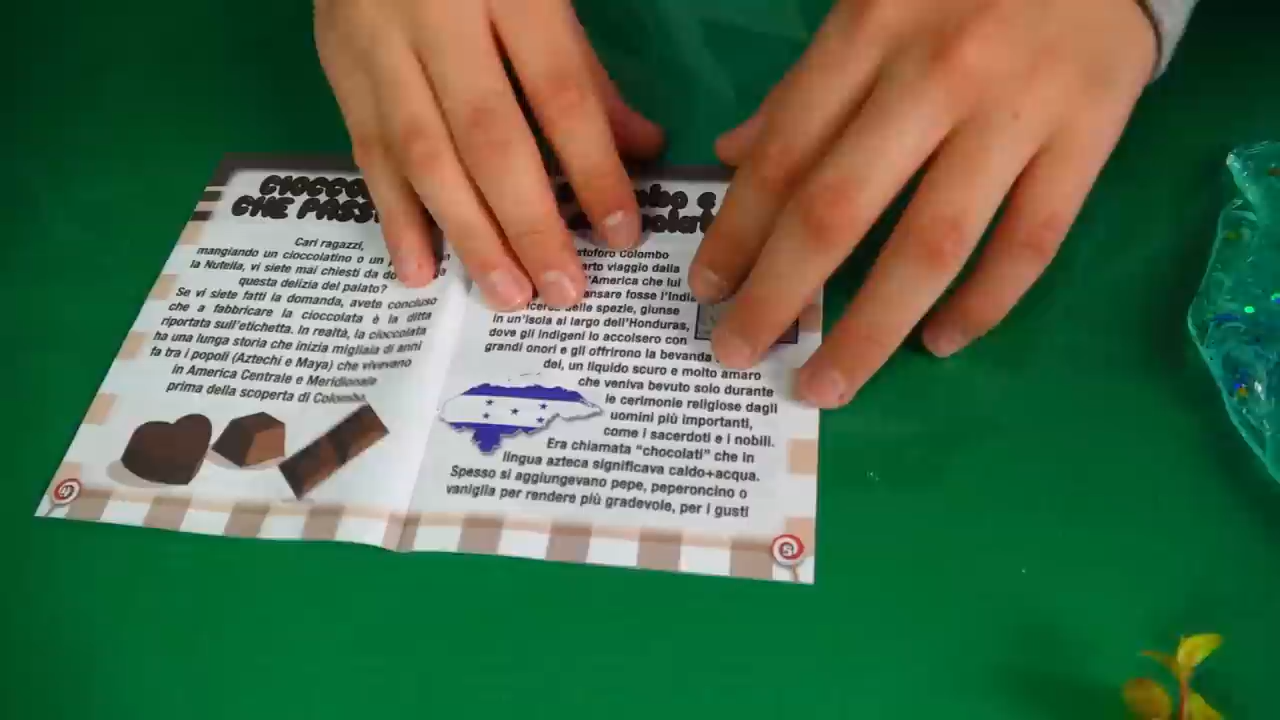 CHE
Cari ragazzi,
mangiando un cioccolatino o un
la Nutella, vi siete mai chiesti da
questa delizia del palato?
Se vi siete fatti la domanda, avete concluso
che a fabbricare la cioccolata è la ditta
riportata sull'etichetta. In realtà, la cioccolata
ha una lunga storia che inizia migliaia di anni
fa tra i popoli (Aztechi e Maya) che vivevano
in America Centrale e Meridionale
prima della scoperta di Colombo.
4
e
Colombo
viaggio dalla
America che lui
fosse l'India
delle spezie, giunse
in un'isola al largo dell'Honduras,
dove gli indigeni lo accolsero con
grandi onori e gli offrirono la bevanda
dei, un liquido scuro e molto amaro
che veniva bevuto solo durante
le cerimonie religiose dagli
uomini più importanti,
come i sacerdoti e i nobili.
Era chiamata "chocolati" che in
lingua azteca significava caldo+acqua.
Spesso si aggiungevano pepe, peperoncino o
vaniglia per rendere più gradevole, per i gusti
5